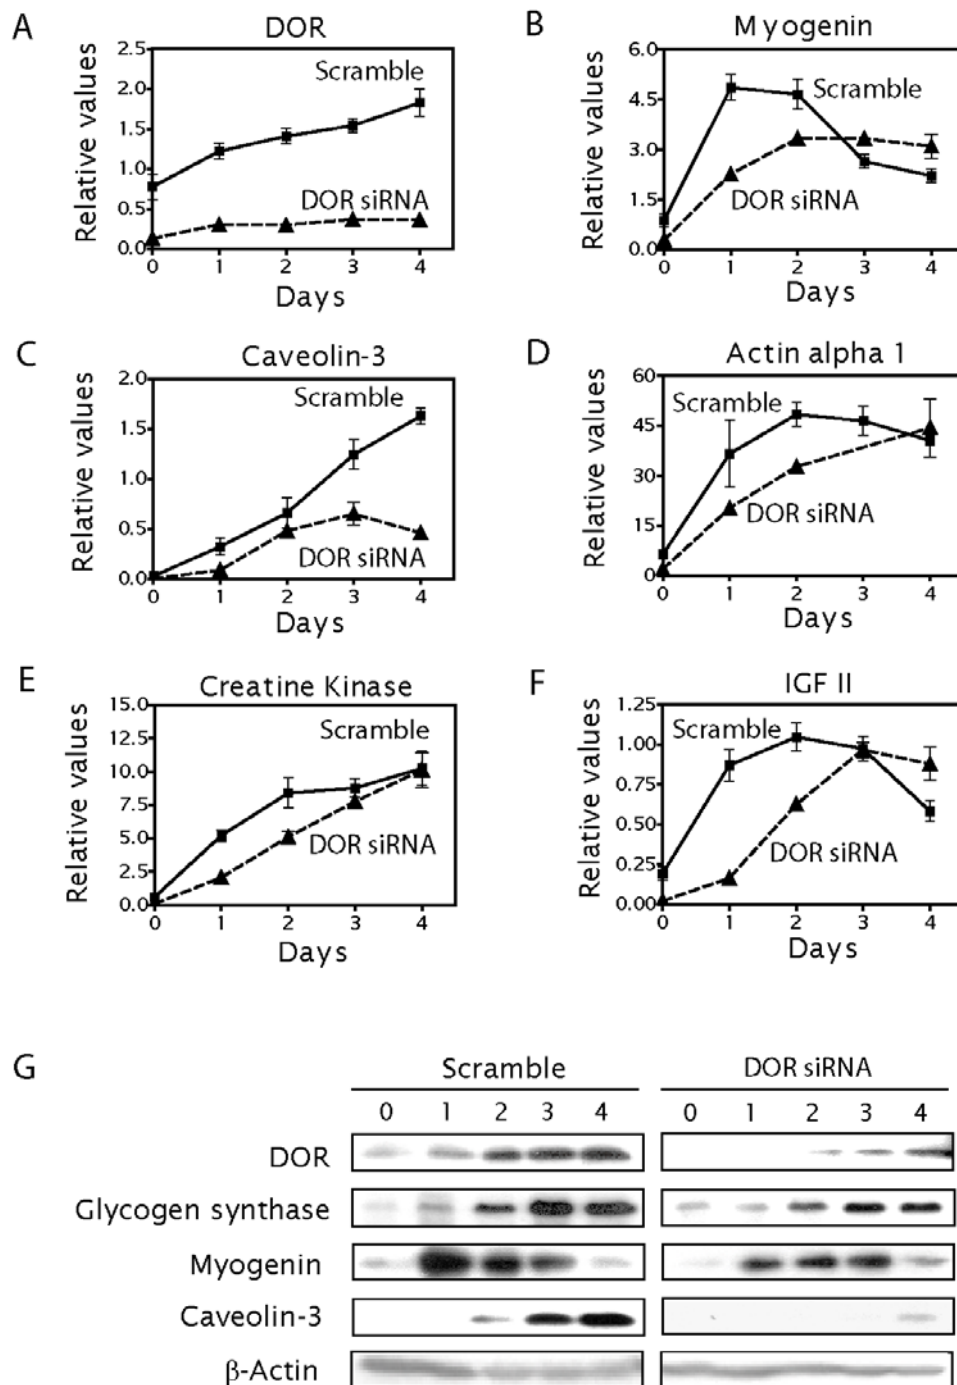 A
DOR
Relative values
2.5
2.0
1.5
1.0
0.5
0.0
Scramble
DOR siRNA
0 1 2 3 4
Days
B
Myogenin
Relative values
6.0
4.5
3.0
1.5
0.0
Scramble
DOR siRNA
0 1 2 3 4
Days
C
Caveolin-3
Relative values
2.0
1.5
1.0
0.5
0.0
Scramble
DOR siRNA
0 1 2 3 4
Days
D
Actin alpha 1
Relative values
60
45
30
15
0
Scramble
DOR siRNA
0 1 2 3 4
Days
E
Creatine Kinase
Relative values
15.0
12.5
10.0
7.5
5.0
2.5
0.0
Scramble
DOR siRNA
0 1 2 3 4
Days
F
IGF II
Relative values
1.25
1.00
0.75
0.50
0.25
0.00
Scramble
DOR siRNA
0 1 2 3 4
Days
G
Scramble DOR siRNA
0 1 2 3 4 0 1 2 3 4
DOR
Glycogen synthase
Myogenin
Caveolin-3
β-Actin